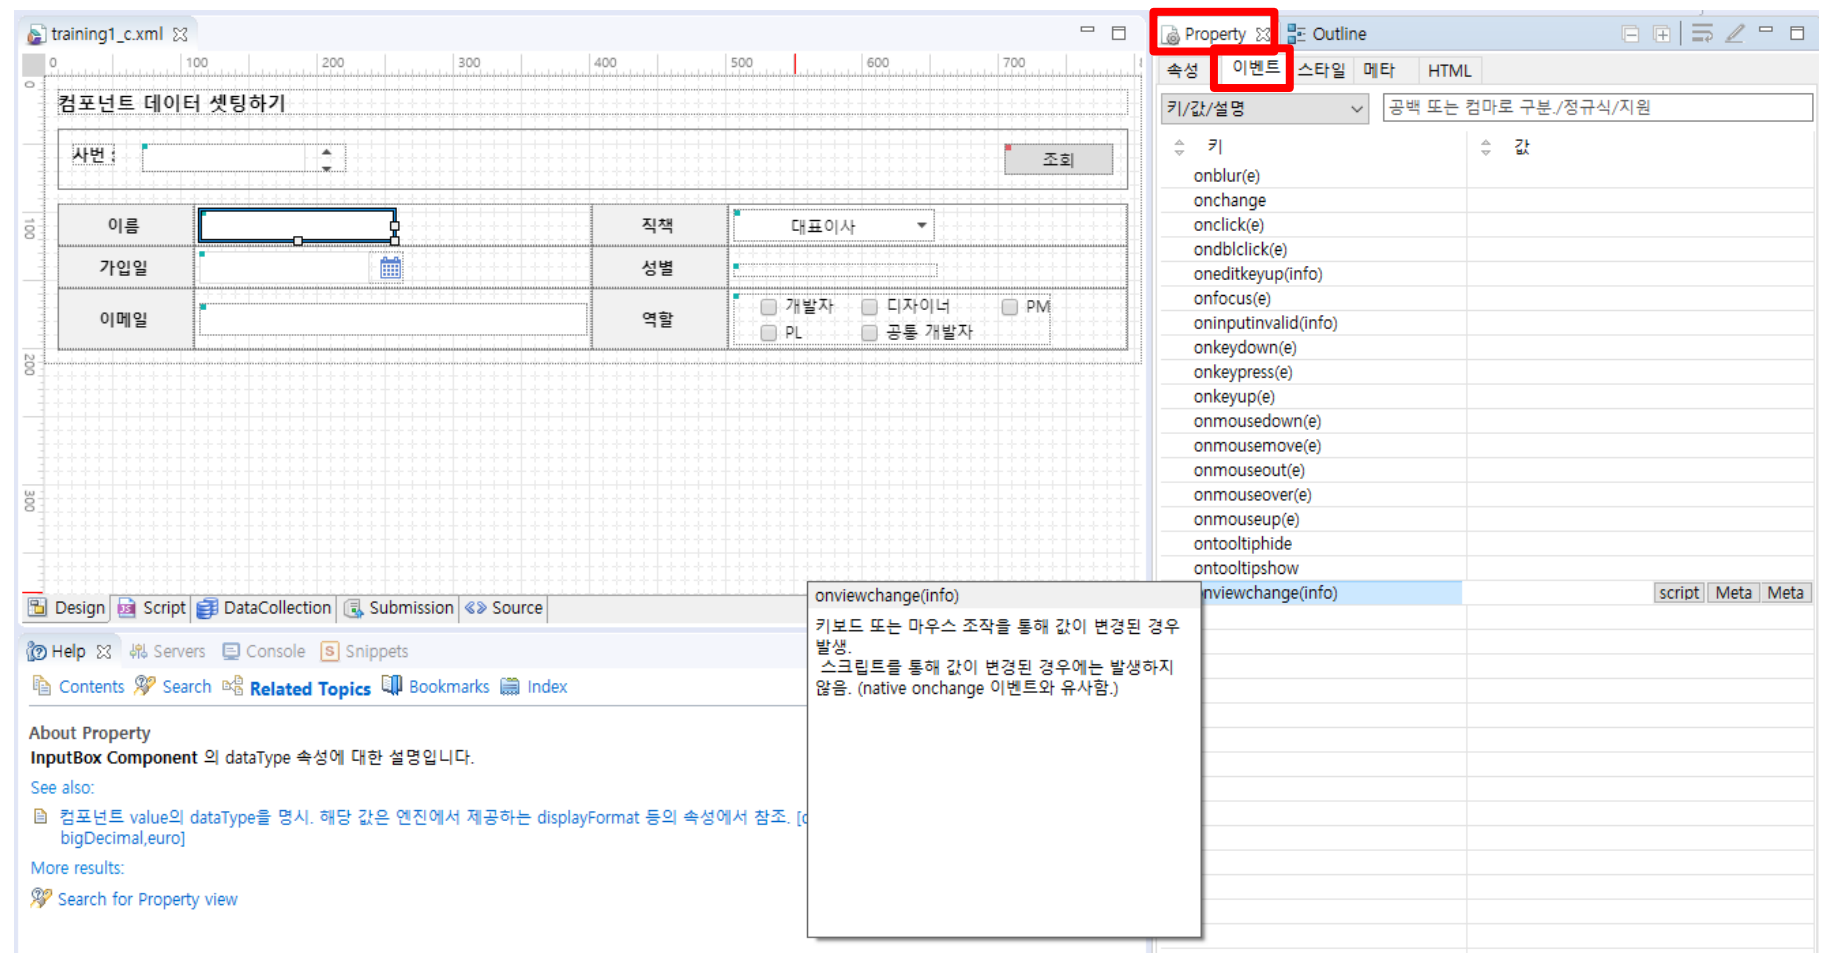 training1_c.xml
0 100 200 300 400 500 600 700
0
100
200
300
컴포넌트 데이터 셋팅하기
사번 :
조회
이름
직책
대표이사
가입일
성별
이메일
역할
개발자 디자이너 PM
PL 공통 개발자
Design Script DataCollection Submission Source
Help Servers Console Snippets
Contents Search Related Topics Bookmarks Index
About Property
InputBox Component 의 dataType 속성에 대한 설명입니다.
See also:
컴포넌트 value의 dataType을 명시. 해당 값은 엔진에서 제공하는 displayFormat 등의 속성에서 참조.
bigDecimal,euro]
More results:
Search for Property view
Property Outline
속성 이벤트 스타일 메타 HTML
키/값/설명 공백 또는 컴마로 구분./정규식/지원
키 값
onblur(e)
onchange
onclick(e)
ondblclick(e)
oneditkeyup(info)
onfocus(e)
oninputinvalid(info)
onkeydown(e)
onkeypress(e)
onkeyup(e)
onmousedown(e)
onmousemove(e)
onmouseout(e)
onmouseover(e)
onmouseup(e)
ontooltiphide
ontooltipshow
onviewchange(info) script Meta Meta
onviewchange(info)
키보드 또는 마우스 조작을 통해 값이 변경된 경우
발생.
스크립트를 통해 값이 변경된 경우에는 발생하지
않음. (native onchange 이벤트와 유사함.)